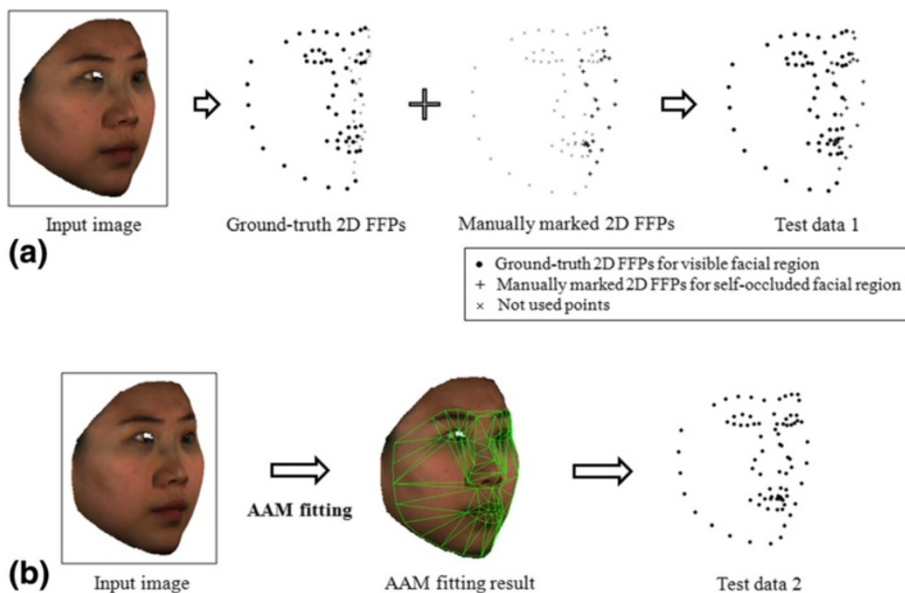 Input image
Ground-truth 2D FFPs
Manually marked 2D FFPs
Test data 1
(a)
• Ground-truth 2D FFPs for visible facial region
+ Manually marked 2D FFPs for self-occluded facial region
× Not used points
AAM fitting
(b)
Input image
AAM fitting result
Test data 2